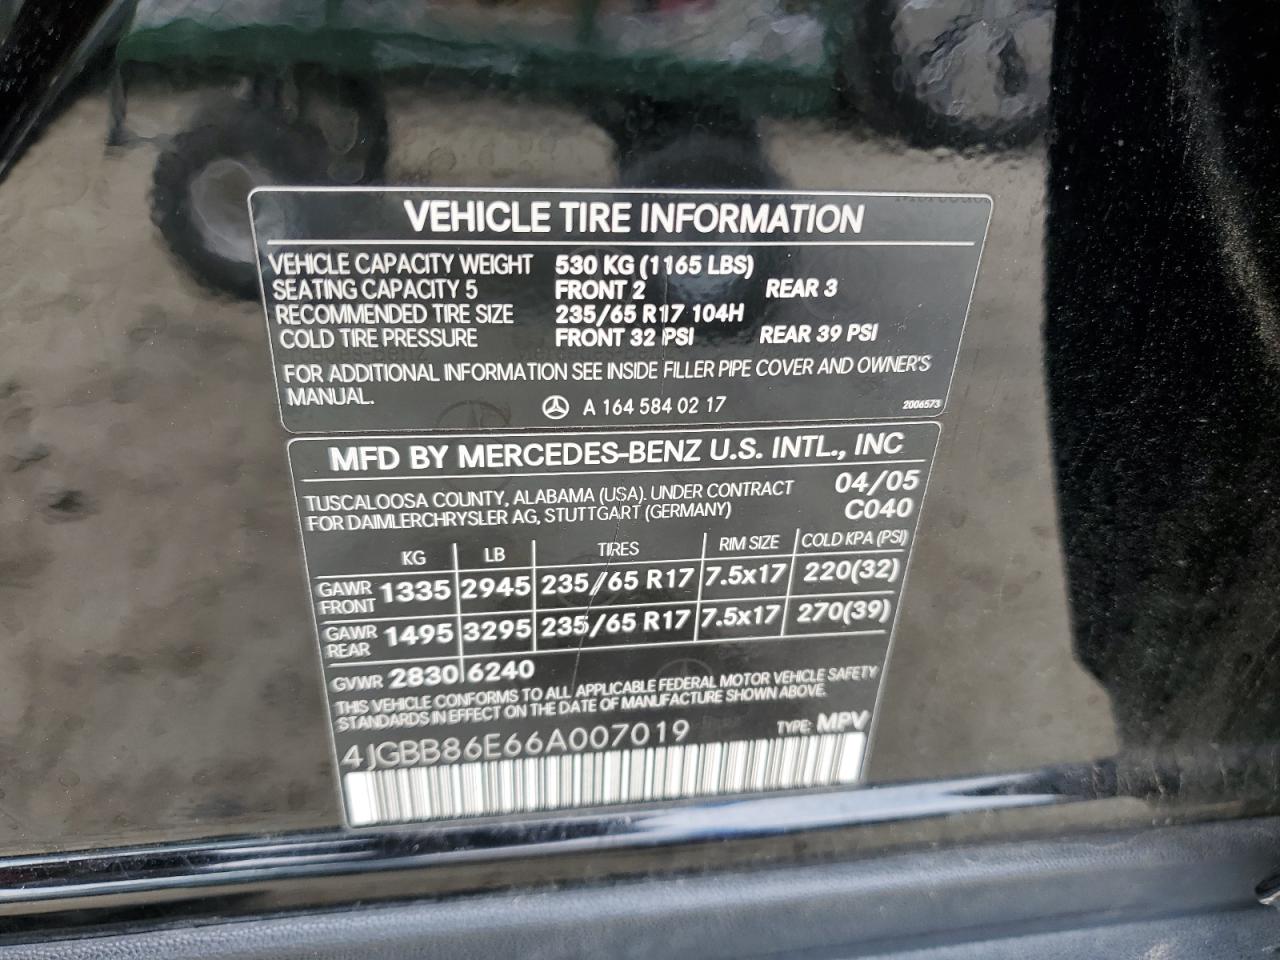 VEHICLE TIRE INFORMATION
VEHICLE CAPACITY WEIGHT 530 KG (1165 LBS)
SEATING CAPACITY 5 FRONT 2 REAR 3
RECOMMENDED TIRE SIZE 235/65 R17 104H
COLD TIRE PRESSURE FRONT 32 PSI REAR 39 PSI
FOR ADDITIONAL INFORMATION SEE INSIDE FILLER PIPE COVER AND OWNER'S
MANUAL.
A 164 584 02 17 2006573
MFD BY MERCEDES-BENZ U.S. INTL., INC
TUSCALOOSA COUNTY, ALABAMA (USA). UNDER CONTRACT 04/05
FOR DAIMLERCHRYSLER AG, STUTTGART (GERMANY) C040
KG LB TIRES RIM SIZE COLD KPA (PSI)
GAWR FRONT 1335 2945 235/65 R17 7.5x17 220(32)
GAWR REAR 1495 3295 235/65 R17 7.5x17 270(39)
GVWR 2830 6240
THIS VEHICLE CONFORMS TO ALL APPLICABLE FEDERAL MOTOR VEHICLE SAFETY
STANDARDS IN EFFECT ON THE DATE OF MANUFACTURE SHOWN ABOVE.
4JGBB86E66A007019 TYPE: MPV